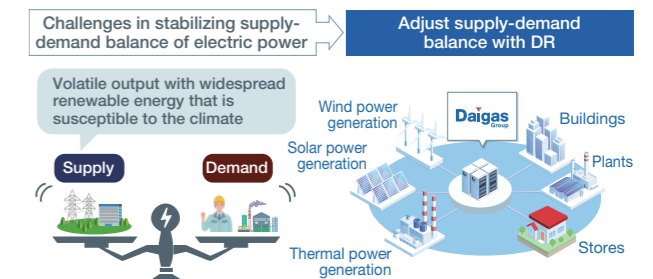 Challenges in stabilizing supply-
demand balance of electric power
Adjust supply-demand
balance with DR
Volatile output with widespread
renewable energy that is
susceptible to the climate
Supply
Demand
Wind power
generation
Solar power
generation
Thermal power
generation
Daigas
Group
Buildings
Plants
Stores